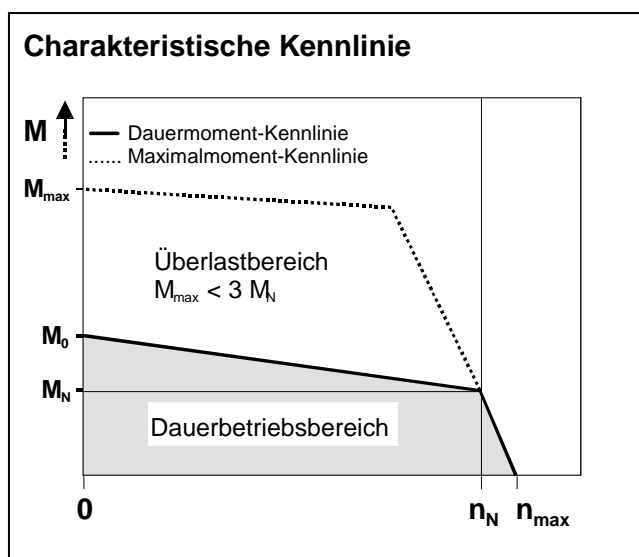 Charakteristische Kennlinie
M
Dauermoment-Kennlinie
Maximalmoment-Kennlinie
Mmax
Überlastbereich
Mmax < 3 MN
M0
MN
Dauerbetriebsbereich
0
nN
nmax